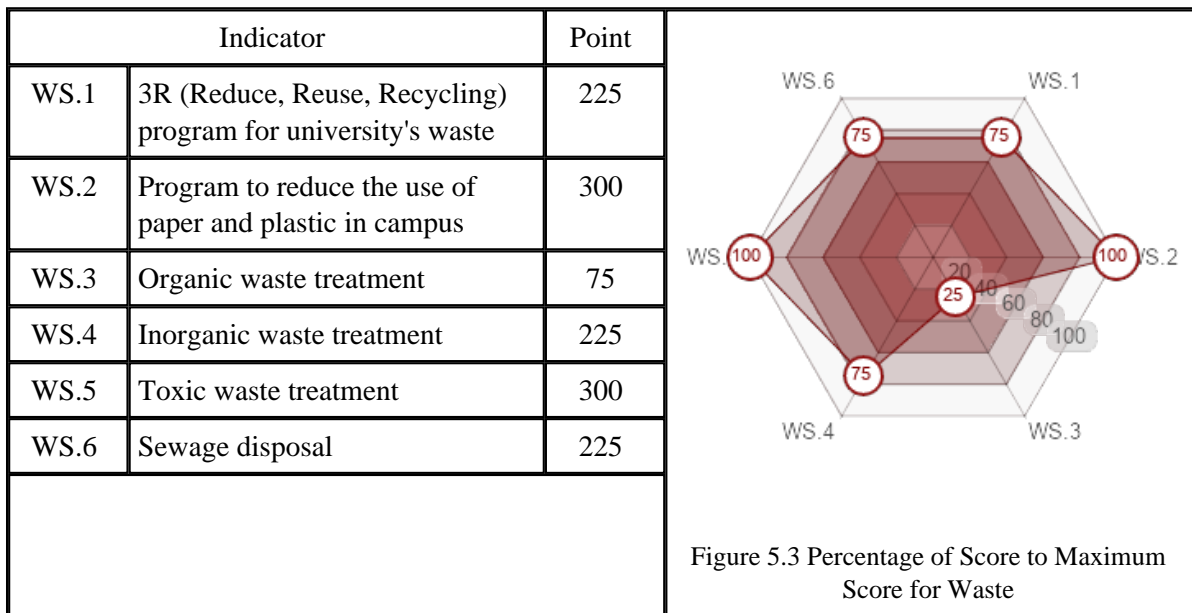 Indicator Point
WS.1 3R (Reduce, Reuse, Recycling) 225
program for university's waste
WS.2 Program to reduce the use of 300
paper and plastic in campus
WS.3 Organic waste treatment 75
WS.4 Inorganic waste treatment 225
WS.5 Toxic waste treatment 300
WS.6 Sewage disposal 225
WS.6 WS.1
75 75
WS. 100 100 /S.2
20
25 40
60
80
100
75
WS.4 WS.3
Figure 5.3 Percentage of Score to Maximum
Score for Waste